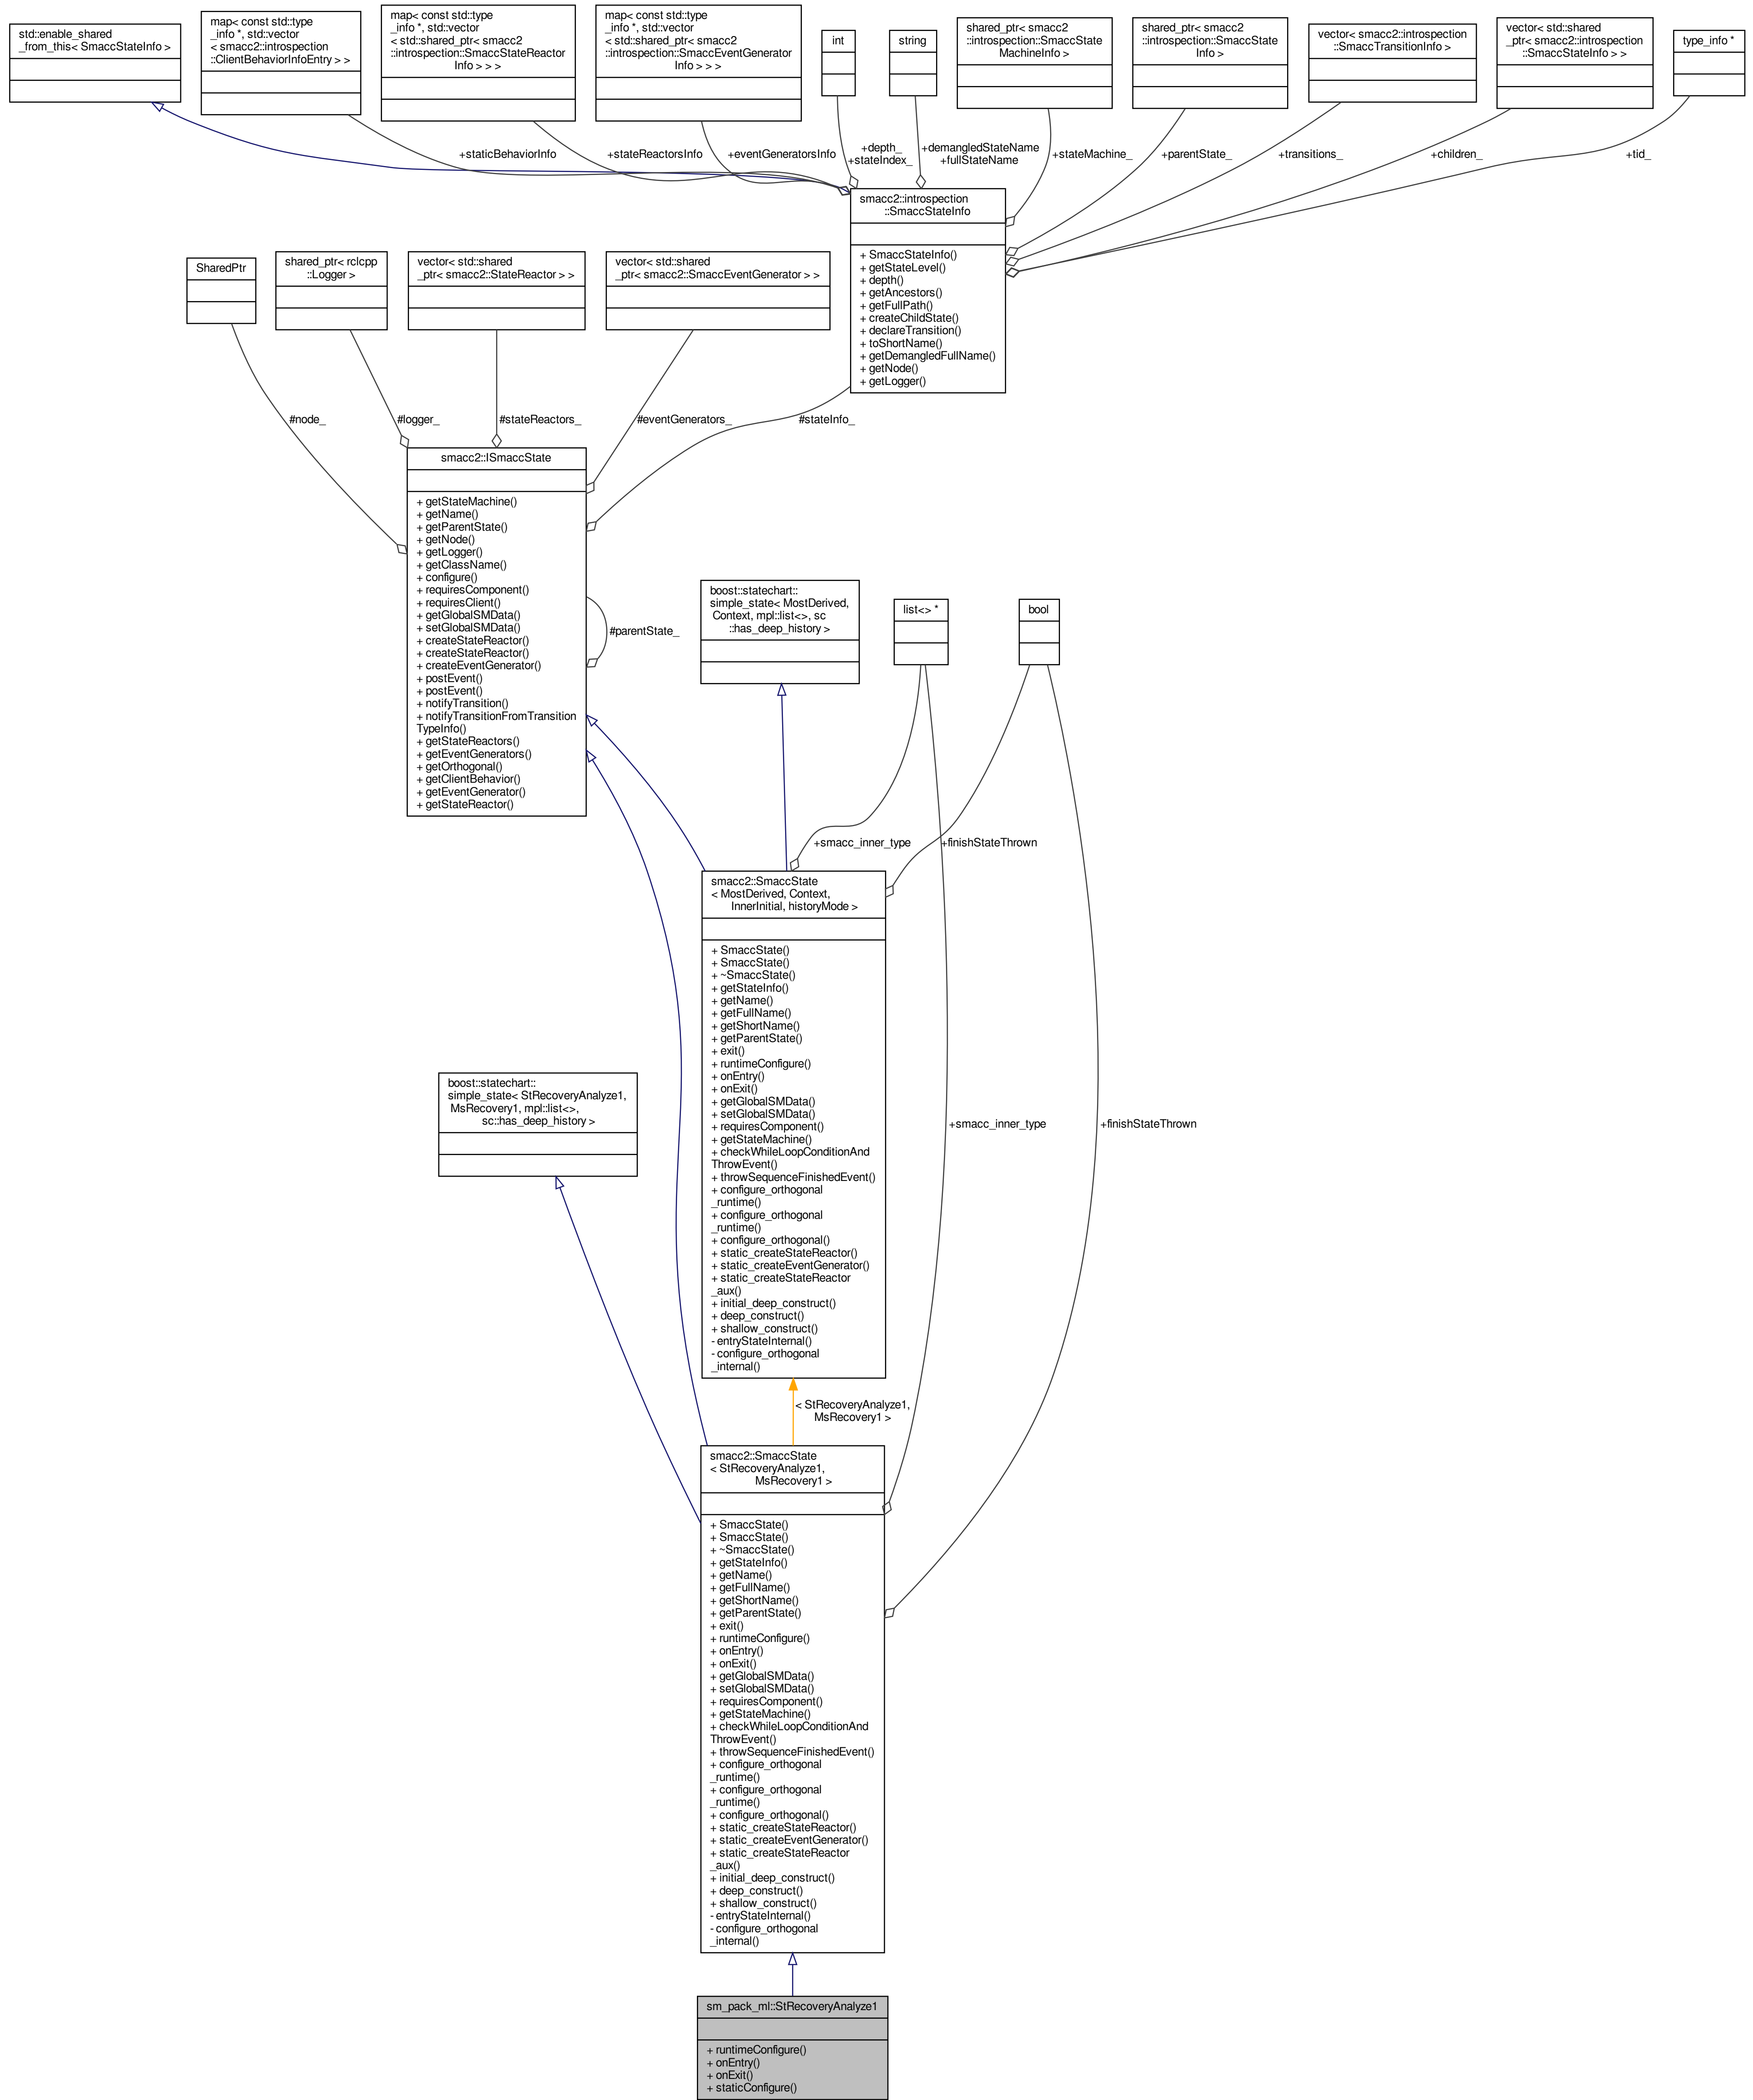 std::enable_shared
_from_this< SmaccStateInfo >
map< const std::type
_info *, std::vector
< smacc2::introspection
::ClientBehaviorInfoEntry > >
map< const std::type
_info *, std::vector
< std::shared_ptr< smacc2
::introspection::SmaccStateReactor
Info > > >
map< const std::type
_info *, std::vector
< std::shared_ptr< smacc2
::introspection::SmaccEventGenerator
Info > > >
int
string
shared_ptr< smacc2
::introspection::SmaccState
MachineInfo >
shared_ptr< smacc2
::introspection::SmaccState
Info >
vector< smacc2::introspection
::SmaccTransitionInfo >
vector< std::shared
_ptr< smacc2::introspection
::SmaccStateInfo > >
type_info *
+staticBehaviorInfo
+stateReactorsInfo
+eventGeneratorsInfo
+depth_
+stateIndex_
+demangledStateName
+fullStateName
+stateMachine_
+parentState_
+transitions_
+children_
+tid_
smacc2::introspection
::SmaccStateInfo
+ SmaccStateInfo()
+ getStateLevel()
+ depth()
+ getAncestors()
+ getFullPath()
+ createChildState()
+ declareTransition()
+ toShortName()
+ getDemangledFullName()
+ getNode()
+ getLogger()
SharedPtr
shared_ptr< rclcpp
::Logger >
vector< std::shared
_ptr< smacc2::StateReactor > >
vector< std::shared
_ptr< smacc2::SmaccEventGenerator > >
#node_
#logger_
#stateReactors_
#eventGenerators_
#stateInfo_
smacc2::ISmaccState
+ getStateMachine()
+ getName()
+ getParentState()
+ getNode()
+ getLogger()
+ getClassName()
+ configure()
+ requiresComponent()
+ requiresClient()
+ getGlobalSMData()
+ setGlobalSMData()
+ createStateReactor()
+ createStateReactor()
+ createEventGenerator()
+ postEvent()
+ postEvent()
+ notifyTransition()
+ notifyTransitionFromTransition
TypeInfo()
+ getStateReactors()
+ getEventGenerators()
+ getOrthogonal()
+ getClientBehavior()
+ getEventGenerator()
+ getStateReactor()
#parentState_
boost::statechart::
simple_state< MostDerived,
Context, mpl::list<>, sc
::has_deep_history >
list<> *
bool
+smacc_inner_type
+finishStateThrown
smacc2::SmaccState
< MostDerived, Context,
InnerInitial, historyMode >
+ SmaccState()
+ SmaccState()
+ ~SmaccState()
+ getStateInfo()
+ getName()
+ getFullName()
+ getShortName()
+ getParentState()
+ exit()
+ runtimeConfigure()
+ onEntry()
+ onExit()
+ getGlobalSMData()
+ setGlobalSMData()
+ requiresComponent()
+ getStateMachine()
+ checkWhileLoopConditionAnd
ThrowEvent()
+ throwSequenceFinishedEvent()
+ configure_orthogonal
_runtime()
+ configure_orthogonal
_runtime()
+ configure_orthogonal()
+ static_createStateReactor()
+ static_createEventGenerator()
+ static_createStateReactor
_aux()
+ initial_deep_construct()
+ deep_construct()
+ shallow_construct()
- entryStateInternal()
- configure_orthogonal
_internal()
boost::statechart::
simple_state< StRecoveryAnalyze1,
MsRecovery1, mpl::list<>,
sc::has_deep_history >
+smacc_inner_type
+finishStateThrown
< StRecoveryAnalyze1,
MsRecovery1 >
smacc2::SmaccState
< StRecoveryAnalyze1,
MsRecovery1 >
+ SmaccState()
+ SmaccState()
+ ~SmaccState()
+ getStateInfo()
+ getName()
+ getFullName()
+ getShortName()
+ getParentState()
+ exit()
+ runtimeConfigure()
+ onEntry()
+ onExit()
+ getGlobalSMData()
+ setGlobalSMData()
+ requiresComponent()
+ getStateMachine()
+ checkWhileLoopConditionAnd
ThrowEvent()
+ throwSequenceFinishedEvent()
+ configure_orthogonal
_runtime()
+ configure_orthogonal
_runtime()
+ configure_orthogonal()
+ static_createStateReactor()
+ static_createEventGenerator()
+ static_createStateReactor
_aux()
+ initial_deep_construct()
+ deep_construct()
+ shallow_construct()
- entryStateInternal()
- configure_orthogonal
_internal()
sm_pack_ml::StRecoveryAnalyze1
+ runtimeConfigure()
+ onEntry()
+ onExit()
+ staticConfigure()